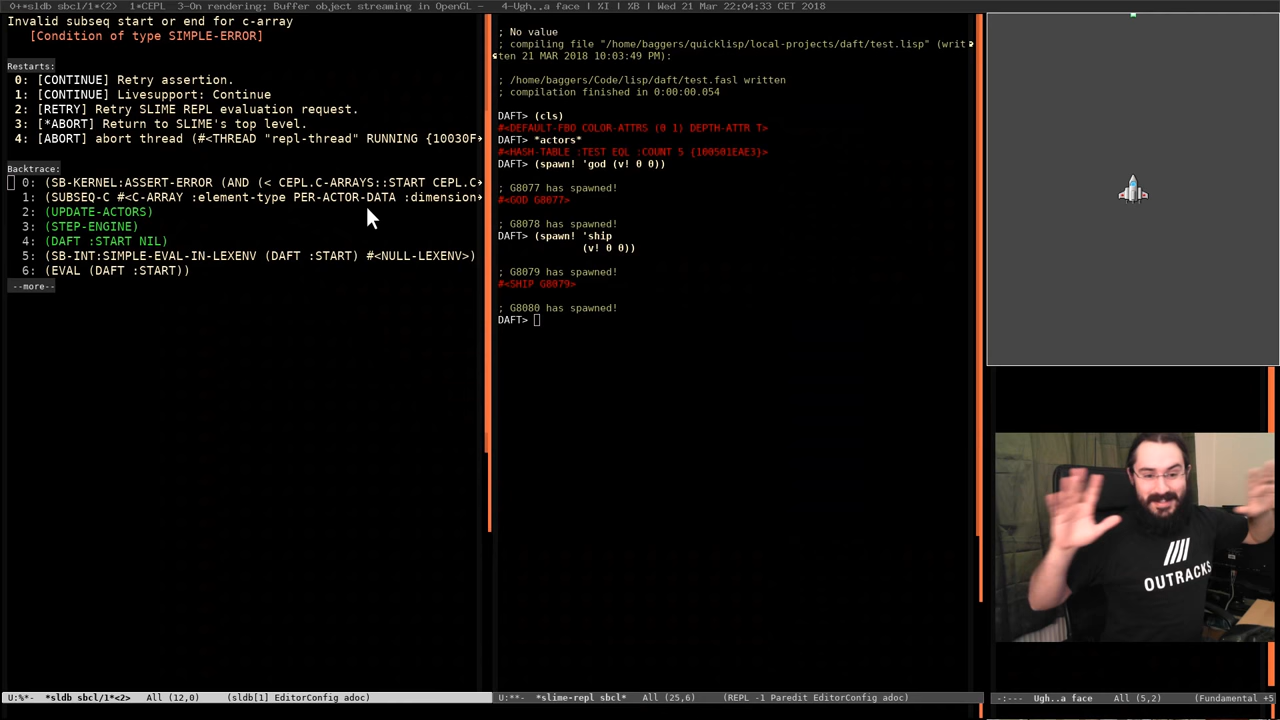 0+*sldb sbcl/1*<2> 1*CEPL 3-On rendering: Buffer object streaming in OpenGL - 4-Ugh..a face | %I | %B | Wed 21 Mar 22:04:33 CET 2018
Invalid subseq start or end for c-array
[Condition of type SIMPLE-ERROR]
Restarts:
0: [CONTINUE] Retry assertion.
1: [CONTINUE] Livesupport: Continue
2: [RETRY] Retry SLIME REPL evaluation request.
3: [*ABORT] Return to SLIME's top level.
4: [ABORT] abort thread (#<THREAD "repl-thread" RUNNING {10030F
Backtrace:
0: (SB-KERNEL:ASSERT-ERROR (AND (< CEPL.C-ARRAYS::START CEPL.C
1: (SUBSEQ-C #<C-ARRAY :element-type PER-ACTOR-DATA :dimension
2: (UPDATE-ACTORS)
3: (STEP-ENGINE)
4: (DAFT :START NIL)
5: (SB-INT:SIMPLE-EVAL-IN-LEXENV (DAFT :START) #<NULL-LEXENV>)
6: (EVAL (DAFT :START))
--more--
U:%*- *sldb sbcl/1*<2> All (12,0) (sldb[1] EditorConfig adoc)
; No value
; compiling file "/home/baggers/quicklisp/local-projects/daft/test.lisp" (writ
ten 21 MAR 2018 10:03:49 PM):
; /home/baggers/Code/lisp/daft/test.fasl written
; compilation finished in 0:00:00.054
DAFT> (cls)
#<DEFAULT-FBO COLOR-ATTRS (0 1) DEPTH-ATTR T>
DAFT> *actors*
#<HASH-TABLE :TEST EQL :COUNT 5 {100501EAE3}>
DAFT> (spawn! 'god (v! 0 0))
; G8077 has spawned!
#<GOD G8077>
; G8078 has spawned!
DAFT> (spawn! 'ship
(v! 0 0))
; G8079 has spawned!
#<SHIP G8079>
; G8080 has spawned!
DAFT>
U:**- *slime-repl sbcl* All (25,6) (REPL -1 Paredit EditorConfig adoc)
OUTRACKS
-:--- Ugh..a face All (5,2) (Fundamental +5